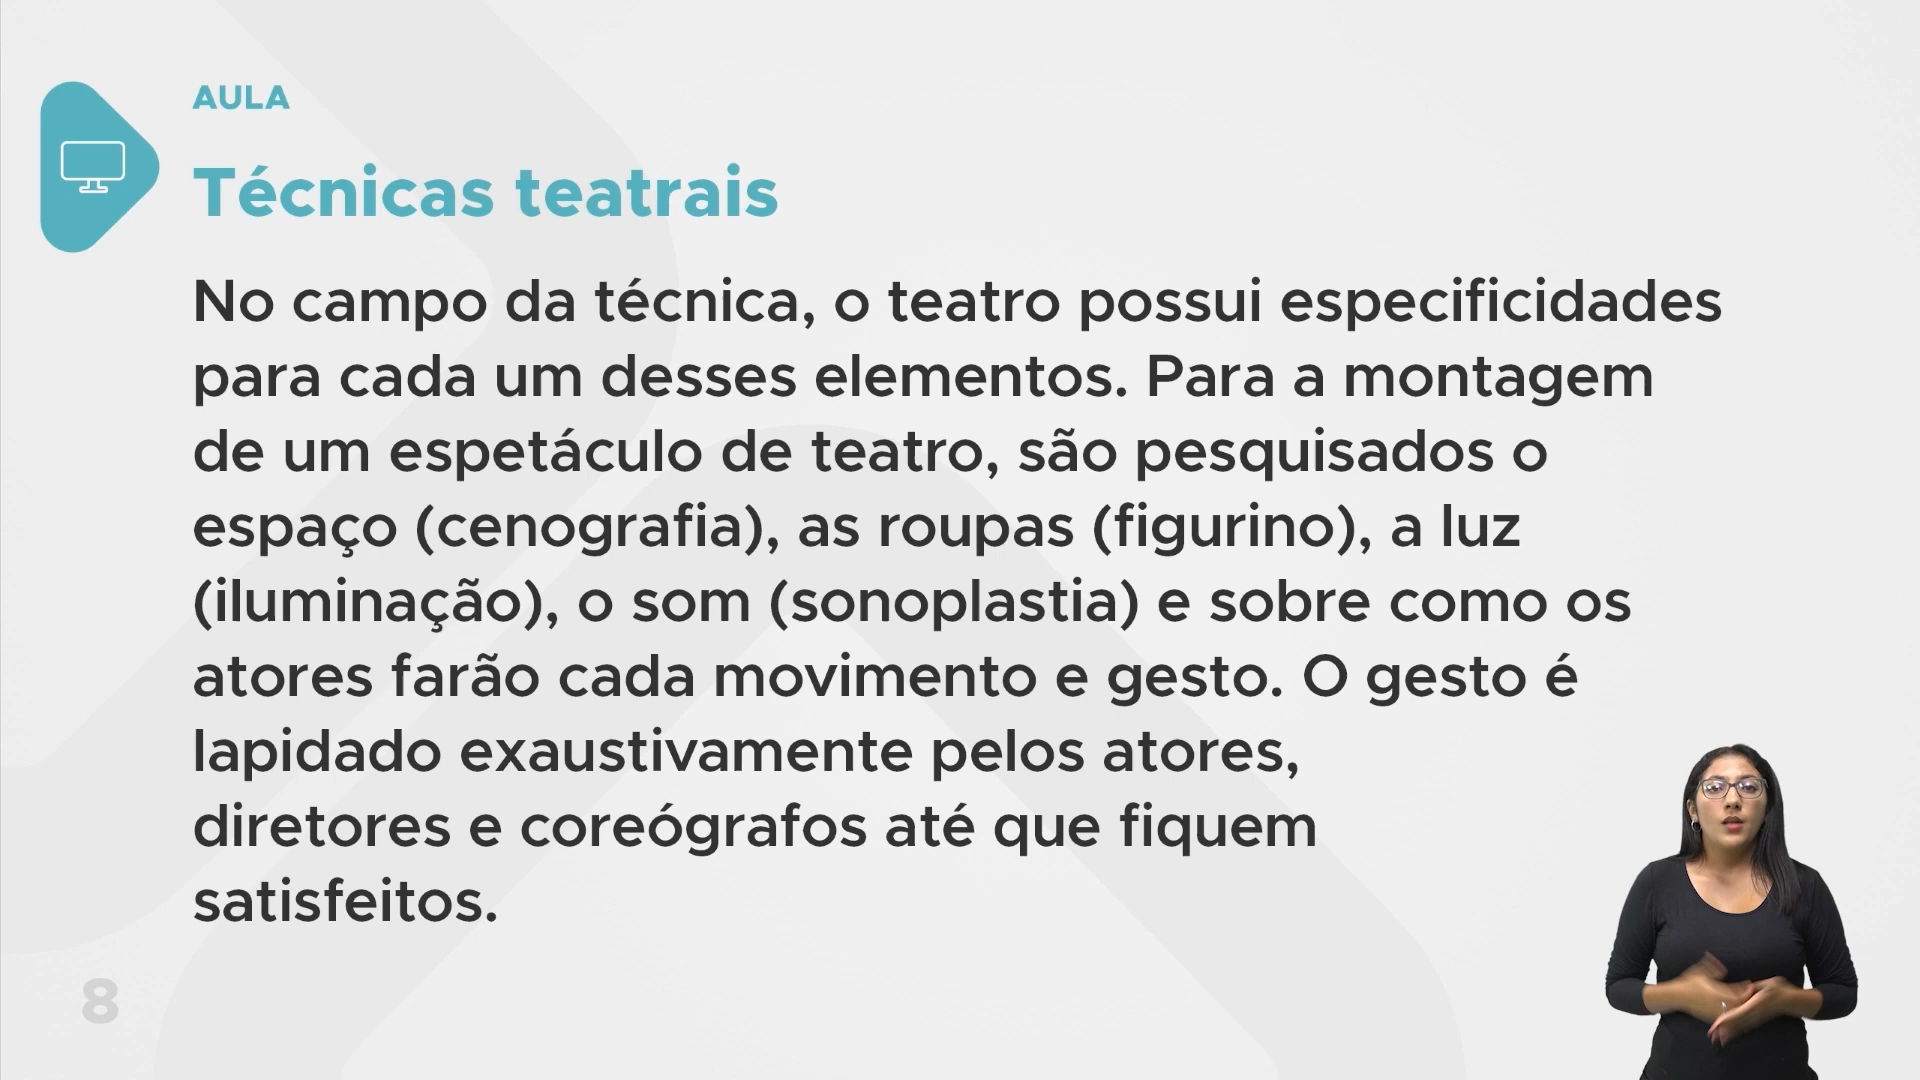 AULA
Técnicas teatrais
No campo da técnica, o teatro possui especificidades
para cada um desses elementos. Para a montagem
de um espetáculo de teatro, são pesquisados o
espaço (cenografia), as roupas (figurino), a luz
(iluminação), o som (sonoplastia) e sobre como os
atores farão cada movimento e gesto. O gesto é
lapidado exaustivamente pelos atores,
diretores e coreógrafos até que fiquem
satisfeitos.
8